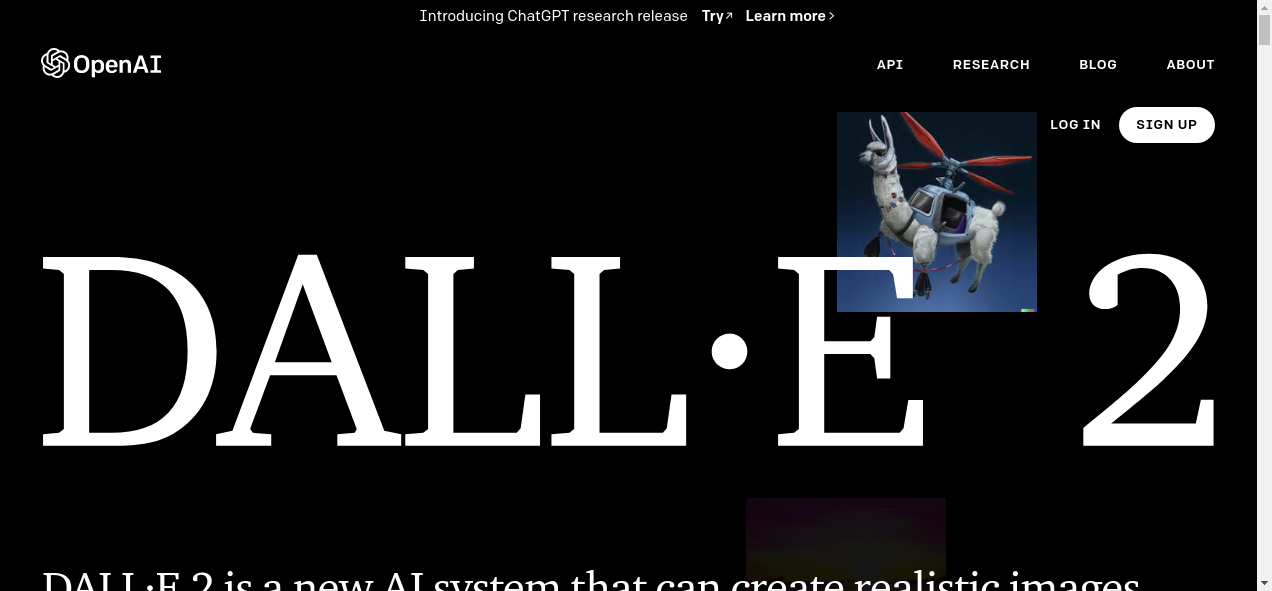 Introducing ChatGPT research release Try↗ Learn more >
OpenAI
API RESEARCH BLOG ABOUT
LOG IN SIGN UP
DALL·E 2
DALL·E 2 is a new AI system that can create realistic images